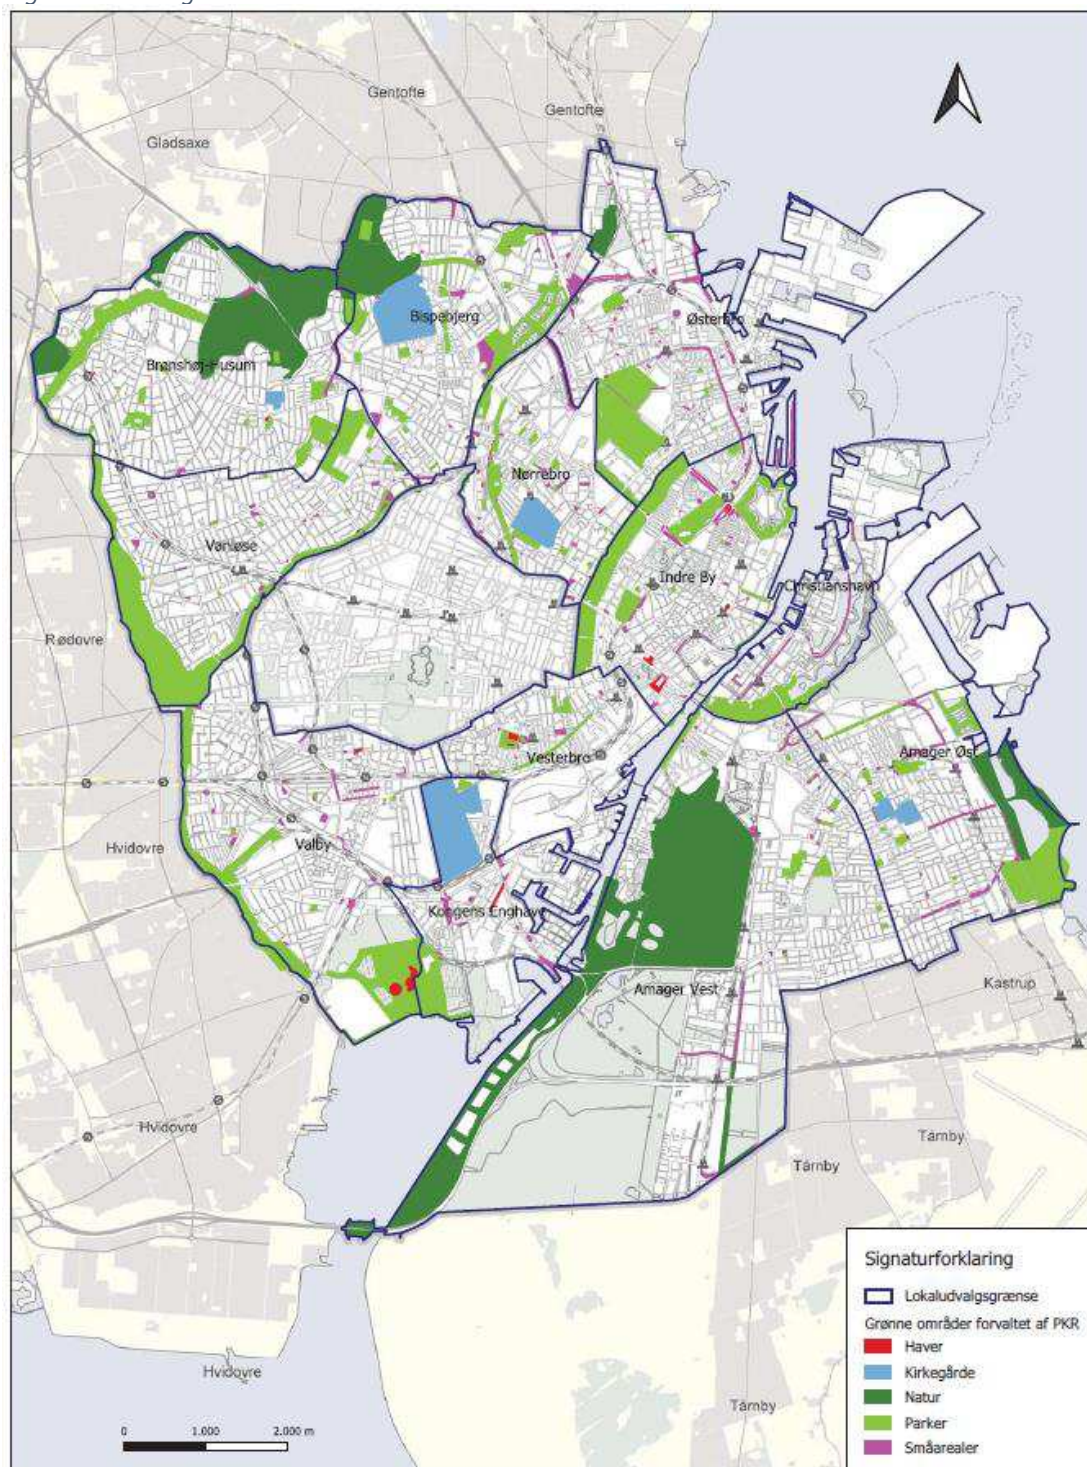 Gentofte
Gentofte
Gladsaxe
Bispebjerg
Østerbro
Brønshøj-Husum
Nørrebro
Vanløse
Indre By
Christianshavn
Rødovre
Amager Øst
Vesterbro
Hvidovre
Valby
Kongens Enghave
Amager Vest
Kastrup
Hvidovre
Tårnby
Tårnby
Signaturforklaring
Lokaludvalgsgrænse
Grønne områder forvaltet af PKR
Haver
Kirkegårde
Natur
Parker
Småarealer
Hvidovre
Tårnby
0 1.000 2.000 m